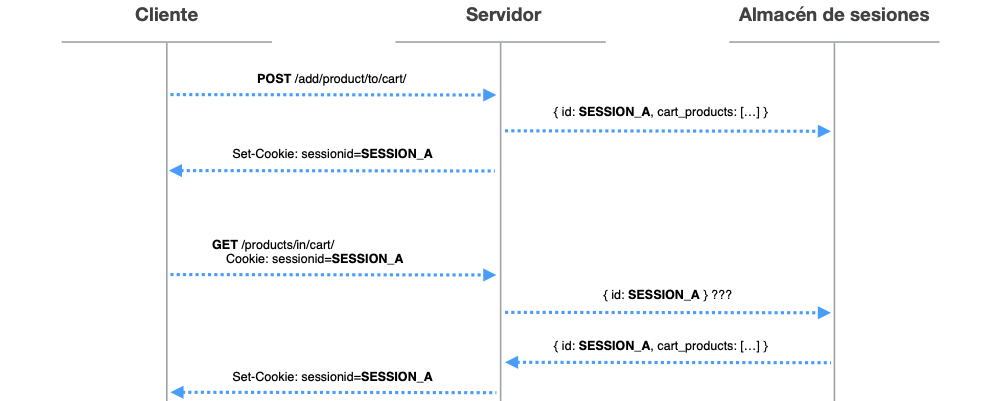 Cliente
Servidor
Almacén de sesiones
POST /add/product/to/cart/
{ id: SESSION_A, cart_products: […] }
Set-Cookie: sessionid=SESSION_A
GET /products/in/cart/
Cookie: sessionid=SESSION_A
{ id: SESSION_A } ???
{ id: SESSION_A, cart_products: […] }
Set-Cookie: sessionid=SESSION_A